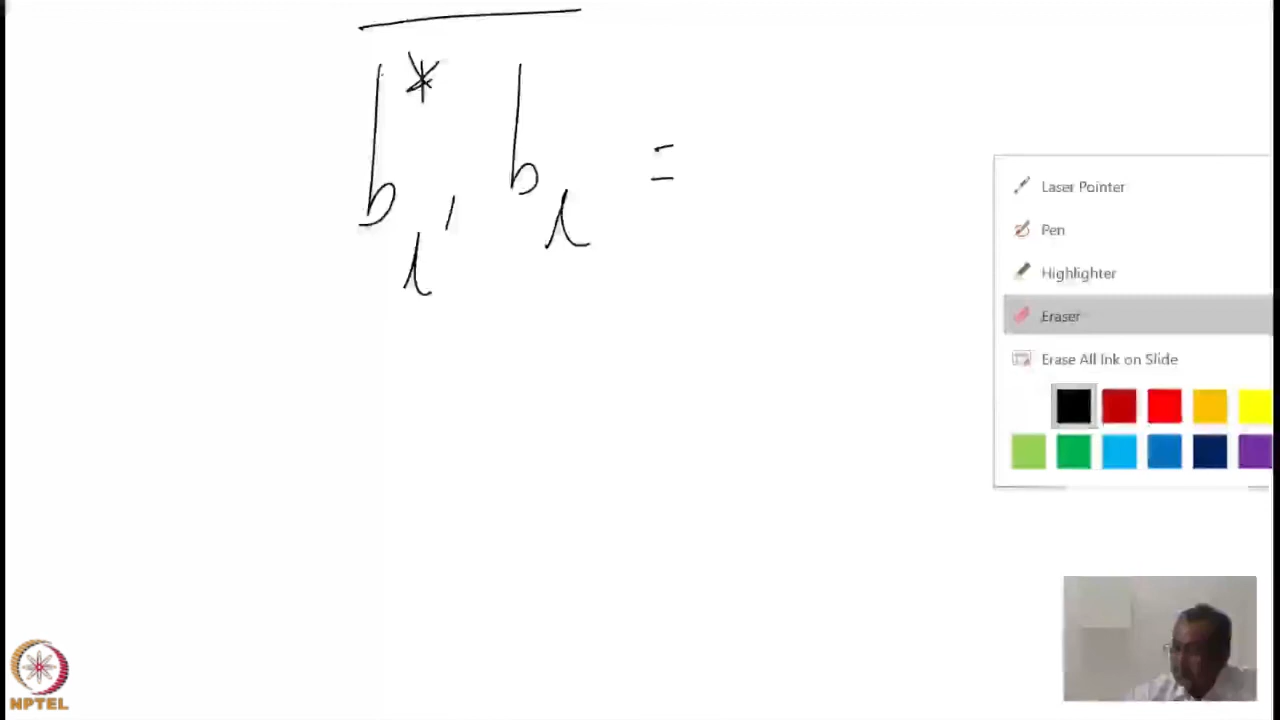 b*l' bl =
Laser Pointer
Pen
Highlighter
Eraser
Erase All Ink on Slide
NPTEL